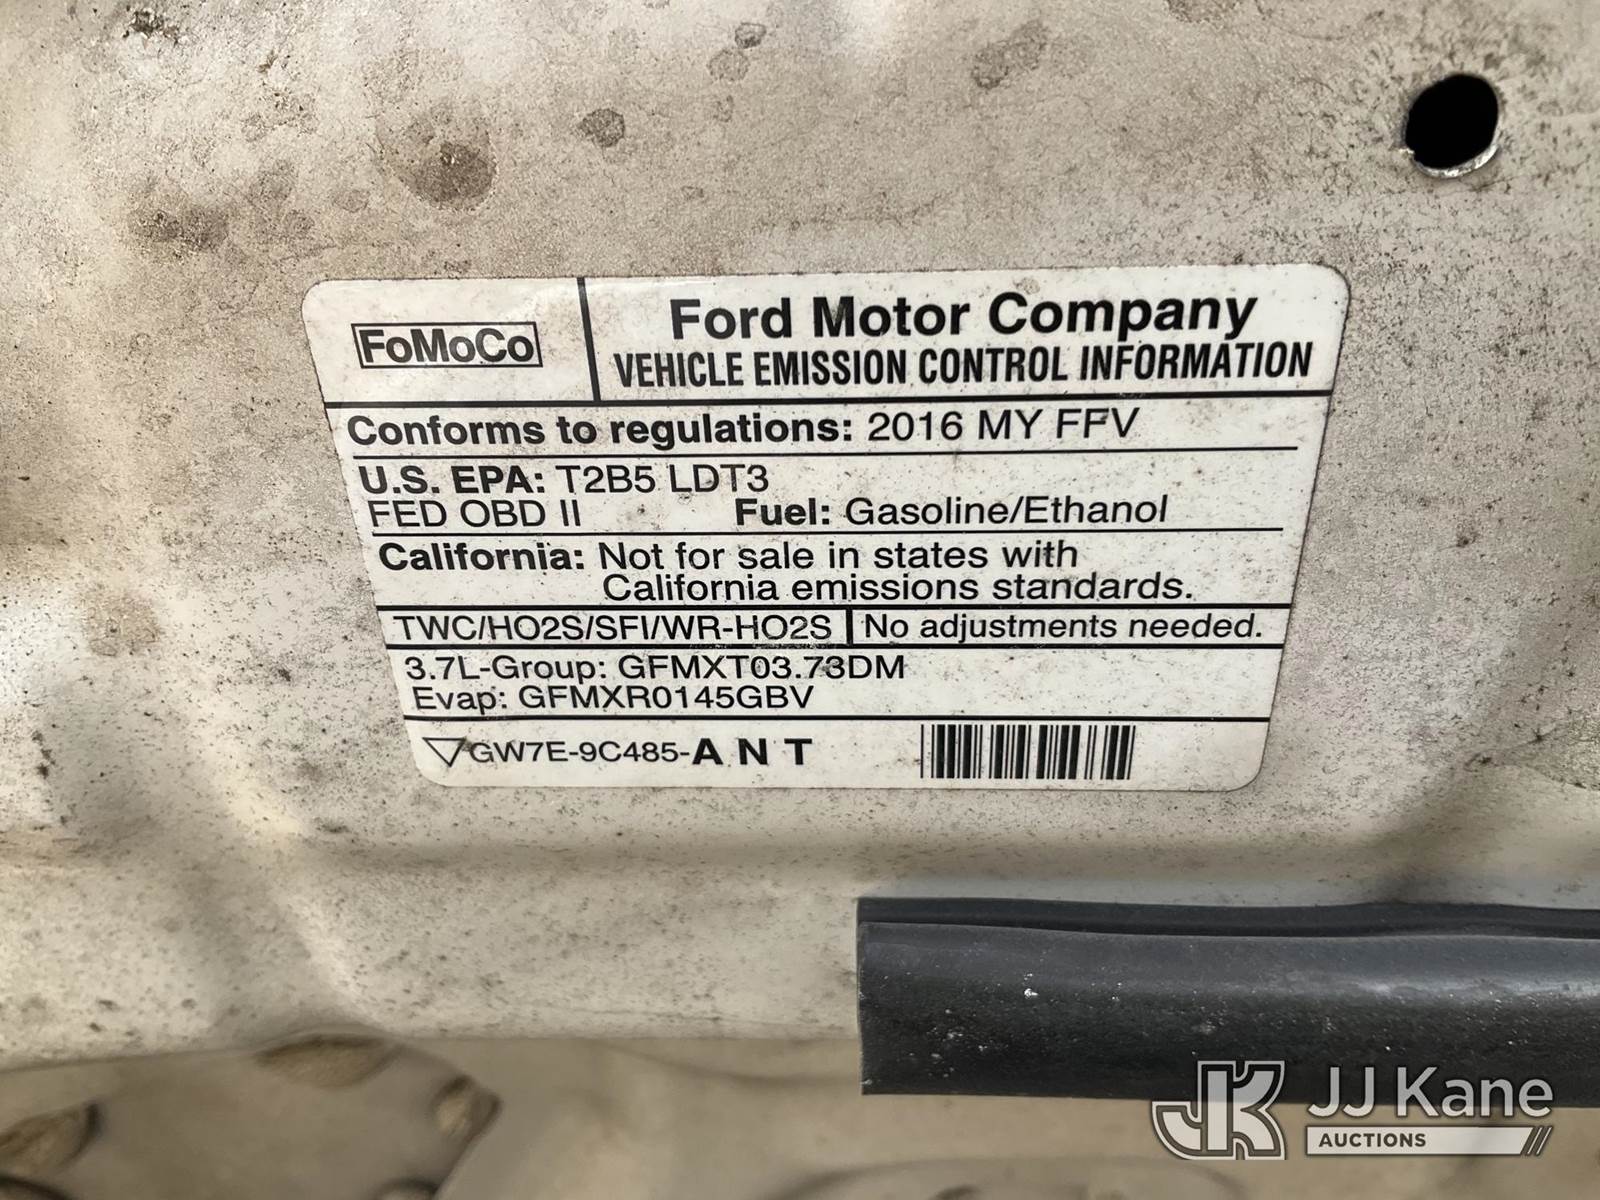 FoMoCo
Ford Motor Company
VEHICLE EMISSION CONTROL INFORMATION
Conforms to regulations: 2016 MY FFV
U.S. EPA: T2B5 LDT3
FED OBD II Fuel: Gasoline/Ethanol
California: Not for sale in states with
California emissions standards.
TWC/HO2S/SFI/WR-HO2S No adjustments needed.
3.7L-Group: GFMXT03.73DM
Evap: GFMXR0145GBV
GW7E-9C485-A N T
JK JJ Kane
AUCTIONS